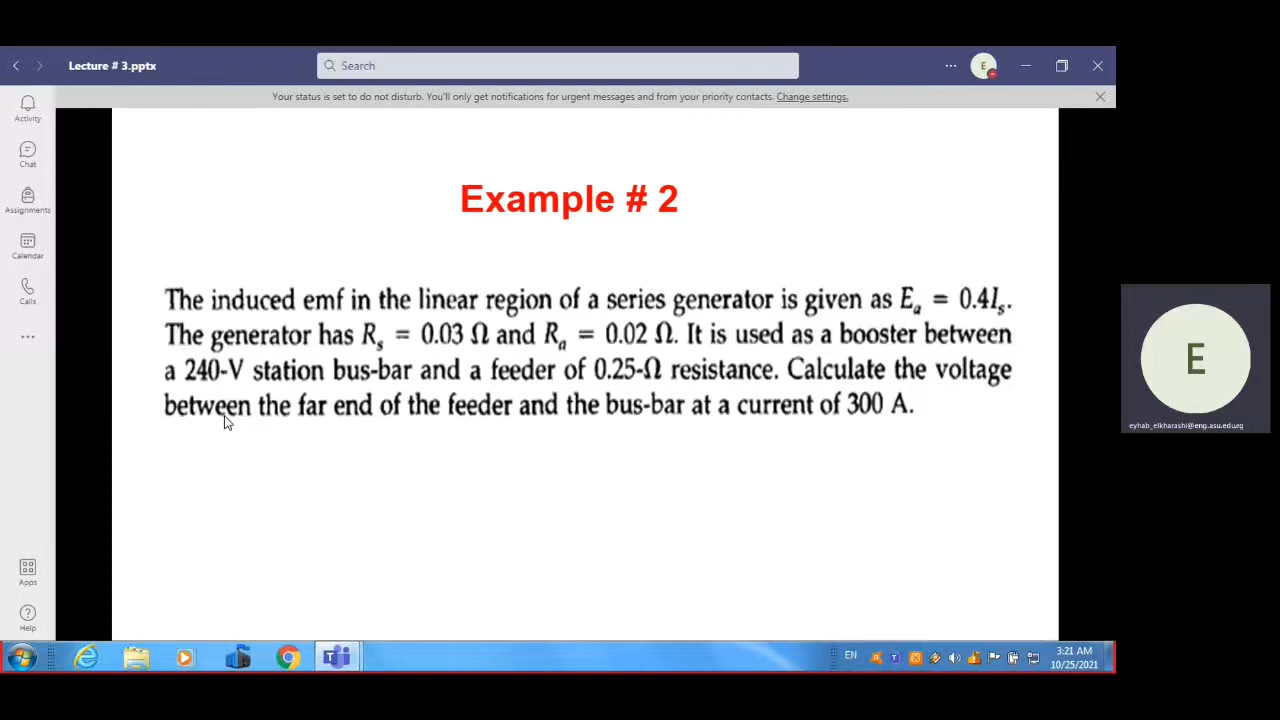 Lecture # 3.pptx
Search
E
Your status is set to do not disturb. You'll only get notifications for urgent messages and from your priority contacts. Change settings.
Activity
Chat
Assignments
Calendar
Calls
Apps
Help
Example # 2
The induced emf in the linear region of a series generator is given as Ea = 0.4Is.
The generator has Rs = 0.03 Ω and Ra = 0.02 Ω. It is used as a booster between
a 240-V station bus-bar and a feeder of 0.25-Ω resistance. Calculate the voltage
between the far end of the feeder and the bus-bar at a current of 300 A.
E
eyhab_elkharashi@eng.asu.edu.eg
EN
3:21 AM
10/25/2021